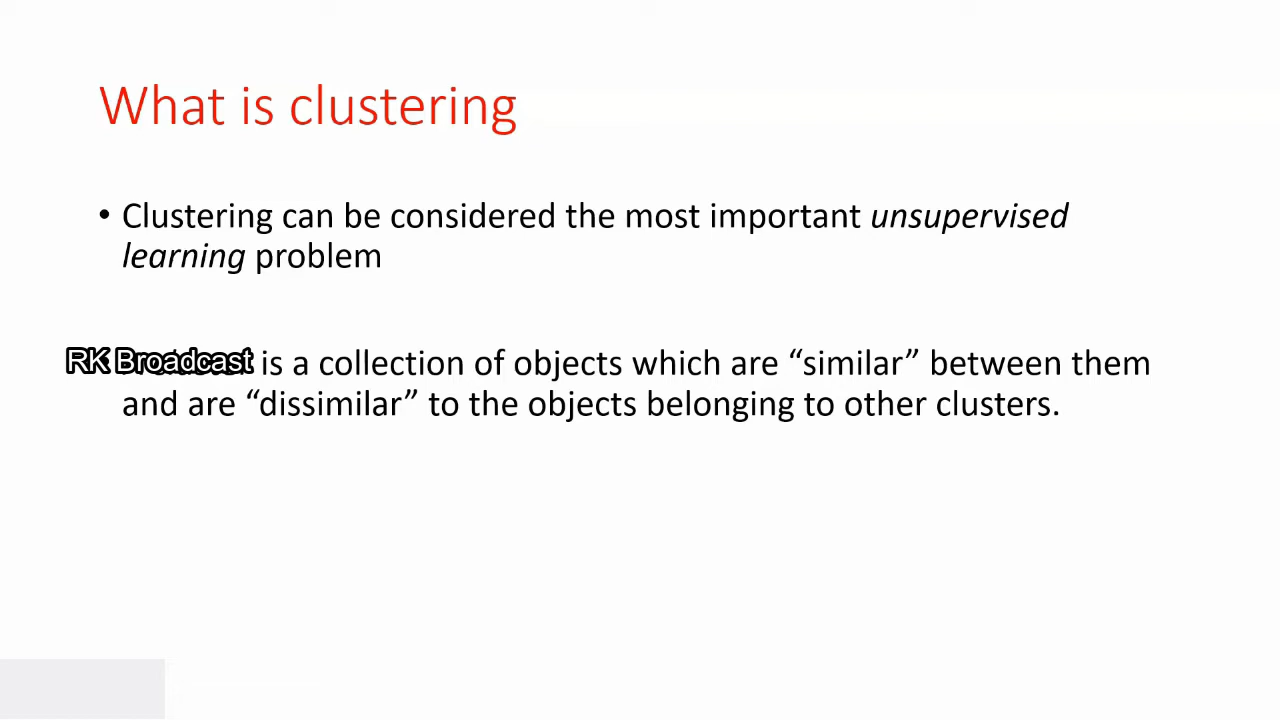 What is clustering
• Clustering can be considered the most important unsupervised
learning problem
RK Broadcast is a collection of objects which are “similar” between them
and are “dissimilar” to the objects belonging to other clusters.